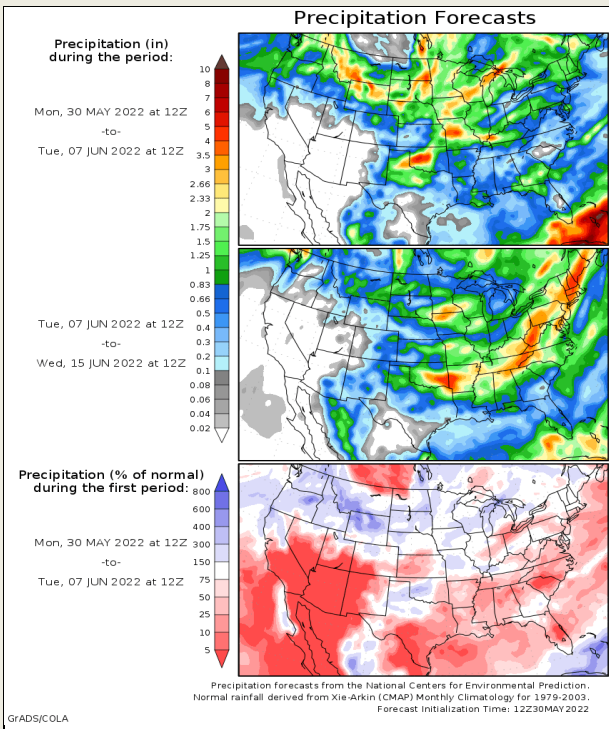 Precipitation Forecasts
Precipitation (in)
during the period:
Mon, 30 MAY 2022 at 12Z
-to-
Tue, 07 JUN 2022 at 12Z
Tue, 07 JUN 2022 at 12Z
-to-
Wed, 15 JUN 2022 at 12Z
10
8
7
6
5
4
3.5
3
2.66
2.33
2
1.75
1.5
1.25
1
0.83
0.66
0.5
0.4
0.3
0.2
0.1
0.08
0.06
0.04
0.02
Precipitation (% of normal)
during the first period:
Mon, 30 MAY 2022 at 12Z
-to-
Tue, 07 JUN 2022 at 12Z
800
600
400
300
150
75
50
25
10
5
Precipitation forecasts from the National Centers for Environmental Prediction.
Normal rainfall derived from Xie-Arkin (CMAP) Monthly Climatology for 1979-2003.
Forecast Initialization Time: 12Z30MAY2022
GrADS/COLA